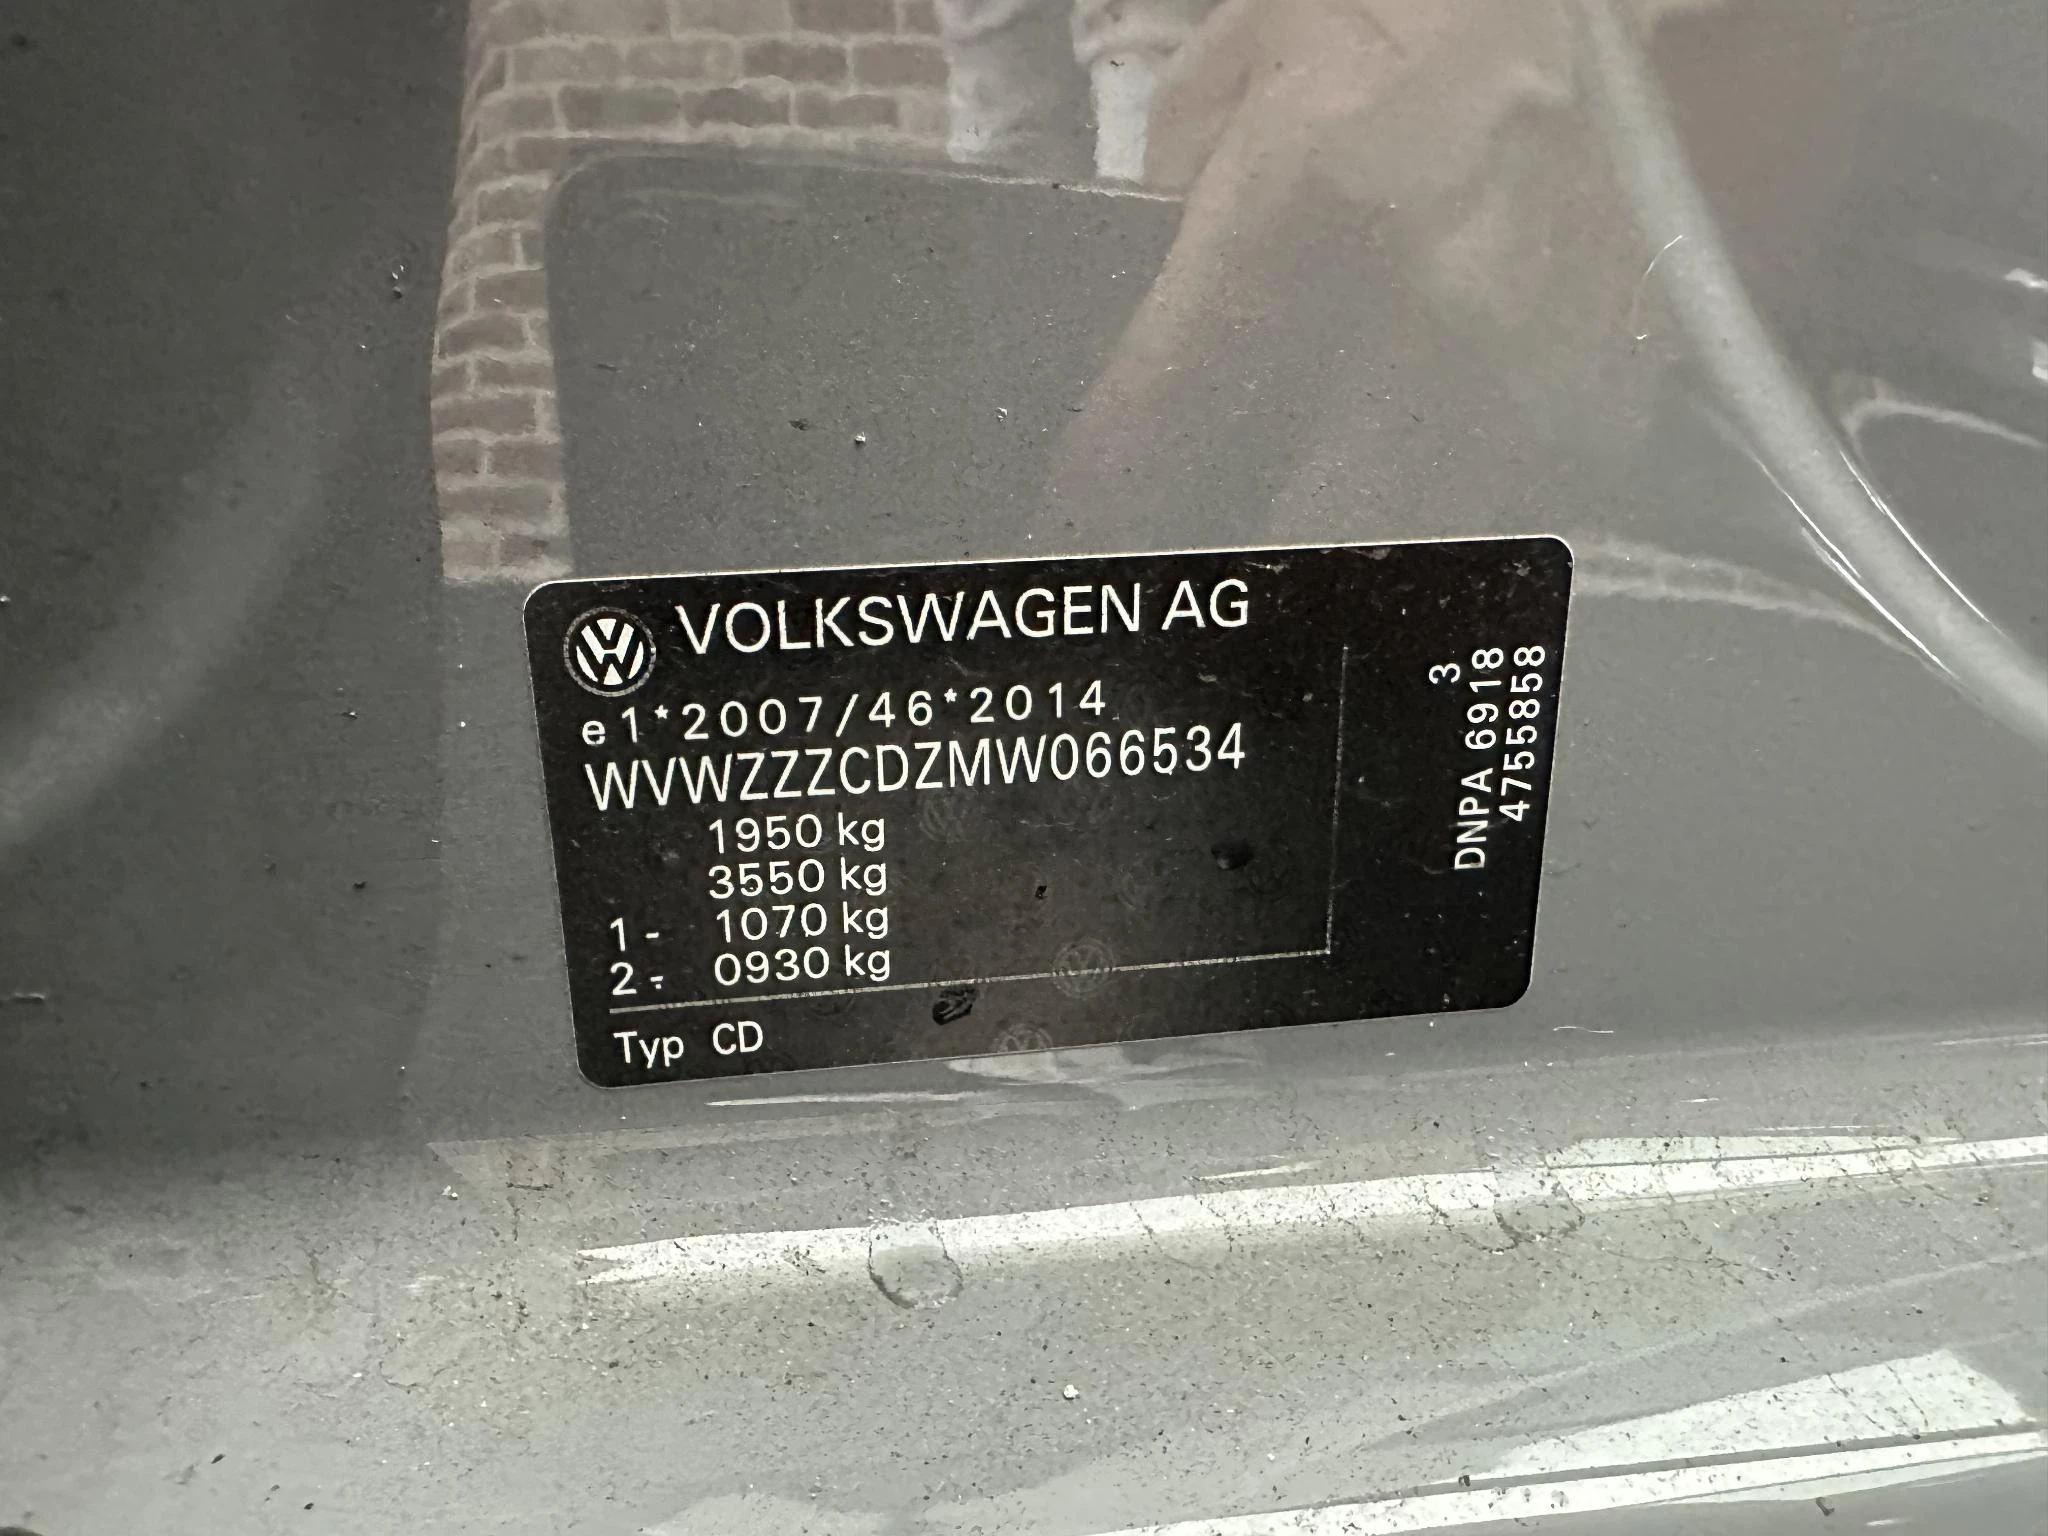 VOLKSWAGEN AG
e1*2007/46*2014
WVWZZZCDZMW066534
1950 kg
3550 kg
1- 1070 kg
2- 0930 kg
Typ CD
3
DNPA 6918
4755858